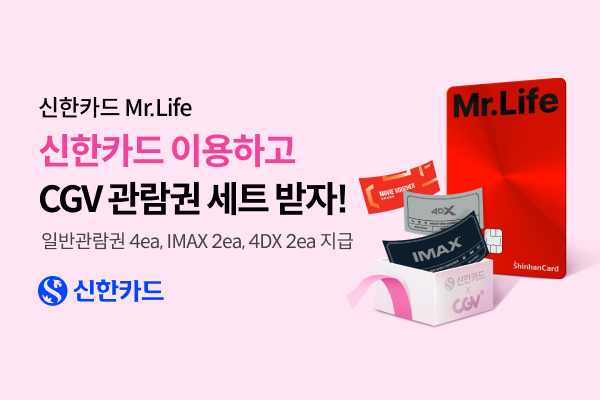 신한카드 Mr.Life
신한카드 이용하고
CGV 관람권 세트 받자!
일반관람권 4ea, IMAX 2ea, 4DX 2ea 지급
신한카드
Mr.Life
ShinhanCard
MOVIE VOUCHER
4DX
IMAX
신한카드
X
CGV